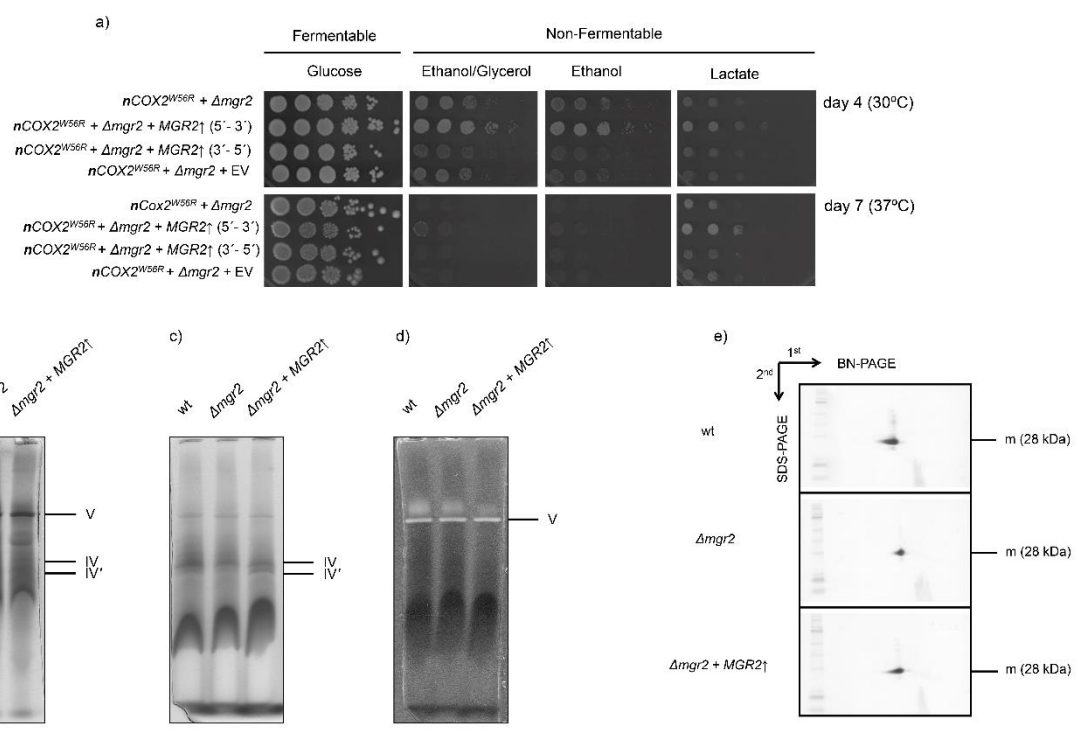 a)
Fermentable
Non-Fermentable
Glucose
Ethanol/Glycerol
Ethanol
Lactate
nCOX2W56R + Δmgr2
day 4 (30ºC)
nCOX2W56R + Δmgr2 + MGR2↑ (5´- 3´)
nCOX2W56R + Δmgr2 + MGR2↑ (3´- 5´)
nCOX2W56R + Δmgr2 + EV
nCox2W56R + Δmgr2
day 7 (37ºC)
nCOX2W56R + Δmgr2 + MGR2↑ (5´- 3´)
nCOX2W56R + Δmgr2 + MGR2↑ (3´- 5´)
nCOX2W56R + Δmgr2 + EV
2
Δmgr2 + MGR2↑
V
IV
IV'
c)
wt
Δmgr2
Δmgr2 + MGR2↑
IV
IV'
d)
wt
Δmgr2
Δmgr2 + MGR2↑
V
e)
1st
2nd
BN-PAGE
SDS-PAGE
wt
m (28 kDa)
Δmgr2
m (28 kDa)
Δmgr2 + MGR2↑
m (28 kDa)